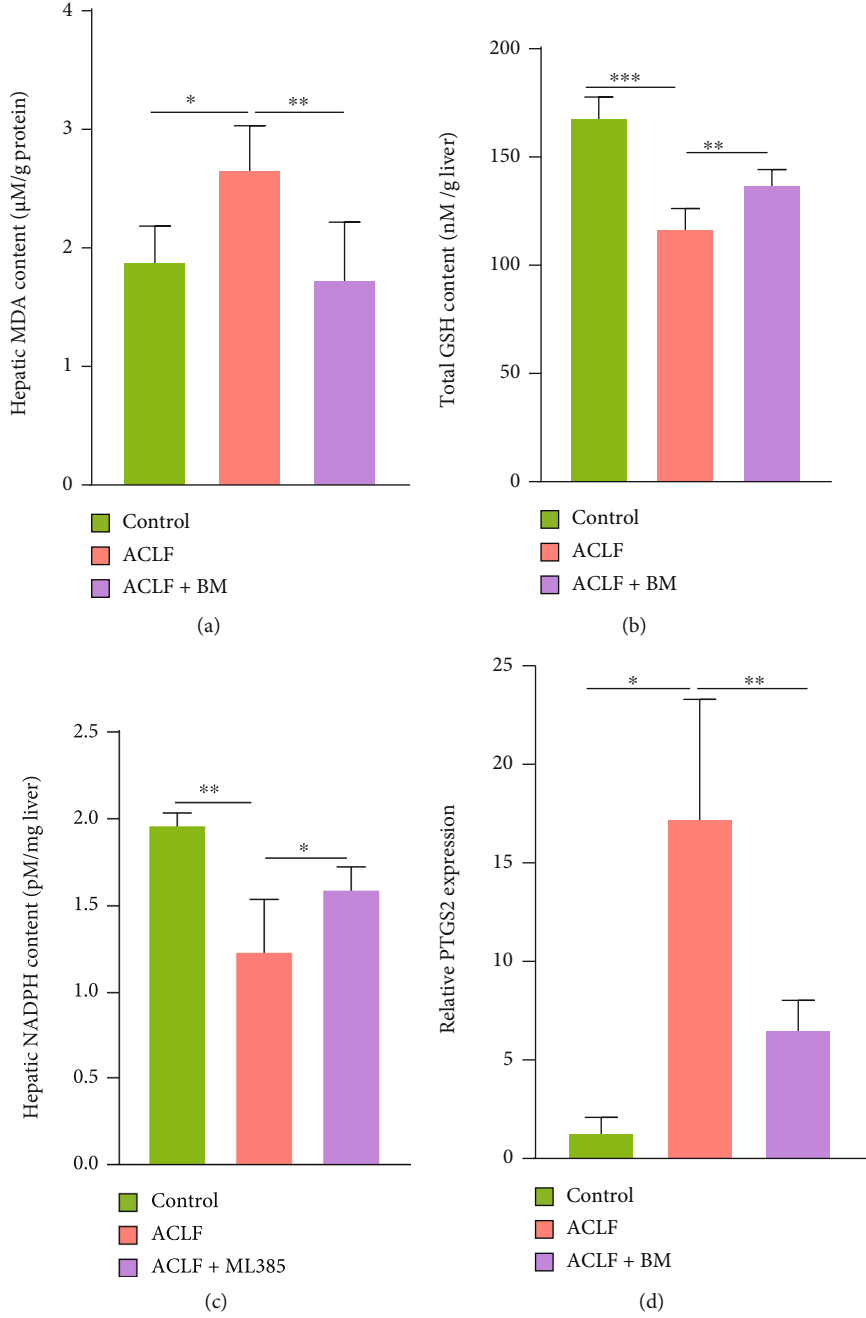 Hepatic MDA content (μM/g protein)
4
3
2
1
0
*
**
Control
ACLF
ACLF + BM
(a)
Total GSH content (nM /g liver)
200
150
100
50
0
***
**
Control
ACLF
ACLF + BM
(b)
Hepatic NADPH content (pM/mg liver)
2.5
2.0
1.5
1.0
0.5
0.0
**
*
Control
ACLF
ACLF + ML385
(c)
Relative PTGS2 expression
25
20
15
10
5
0
*
**
Control
ACLF
ACLF + BM
(d)